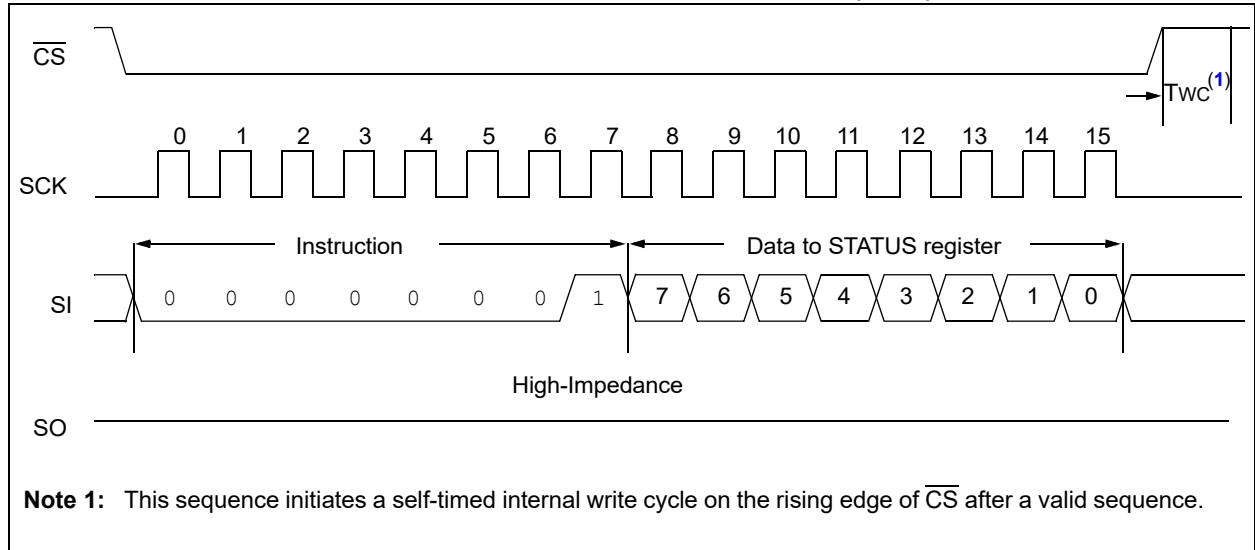 CS
TWC(1)
0 1 2 3 4 5 6 7 8 9 10 11 12 13 14 15
SCK
Instruction
Data to STATUS register
SI
0 0 0 0 0 0 0 1 7 6 5 4 3 2 1 0
High-Impedance
SO
Note 1: This sequence initiates a self-timed internal write cycle on the rising edge of CS after a valid sequence.